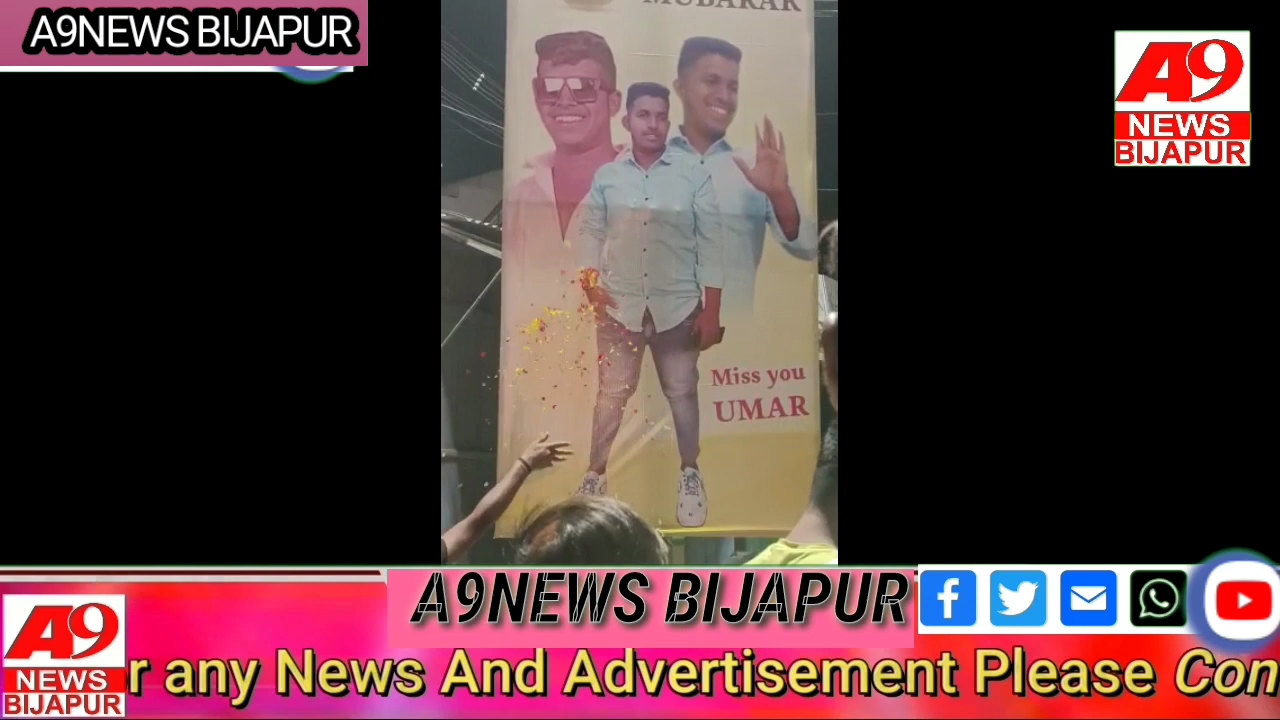 A9NEWS BIJAPUR
MUBARAK
A9
NEWS
BIJAPUR
Miss you
UMAR
A9NEWS BIJAPUR
A9
NEWS
BIJAPUR
r any News And Advertisement Please Con